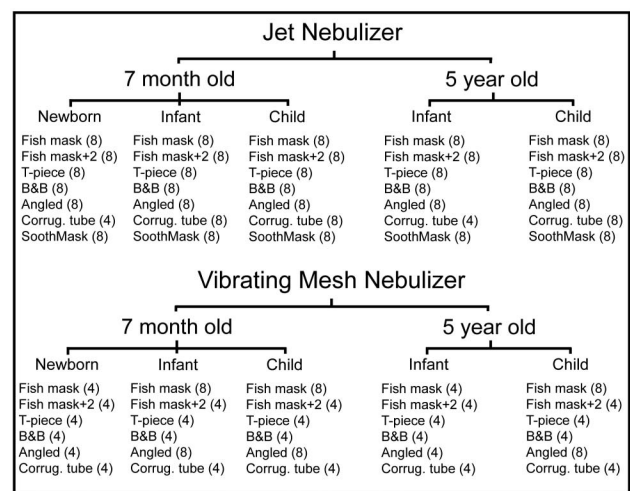 Jet Nebulizer
7 month old 5 year old
Newborn Infant Child Infant Child
Fish mask (8) Fish mask (8) Fish mask (8) Fish mask (8) Fish mask (8)
Fish mask+2 (8) Fish mask+2 (8) Fish mask+2 (8) Fish mask+2 (8) Fish mask+2 (8)
T-piece (8) T-piece (8) T-piece (8) T-piece (8) T-piece (8)
B&B (8) B&B (8) B&B (8) B&B (8) B&B (8)
Angled (8) Angled (8) Angled (8) Angled (8) Angled (8)
Corrug. tube (4) Corrug. tube (8) Corrug. tube (8) Corrug. tube (4) Corrug. tube (8)
SoothMask (8) SoothMask (8) SoothMask (8) SoothMask (8) SoothMask (8)
Vibrating Mesh Nebulizer
7 month old 5 year old
Newborn Infant Child Infant Child
Fish mask (4) Fish mask (8) Fish mask (8) Fish mask (4) Fish mask (8)
Fish mask+2 (4) Fish mask+2 (4) Fish mask+2 (4) Fish mask+2 (4) Fish mask+2 (4)
T-piece (4) T-piece (4) T-piece (4) T-piece (4) T-piece (4)
B&B (4) B&B (4) B&B (4) B&B (4) B&B (4)
Angled (4) Angled (8) Angled (8) Angled (4) Angled (8)
Corrug. tube (4) Corrug. tube (4) Corrug. tube (4) Corrug. tube (4) Corrug. tube (4)